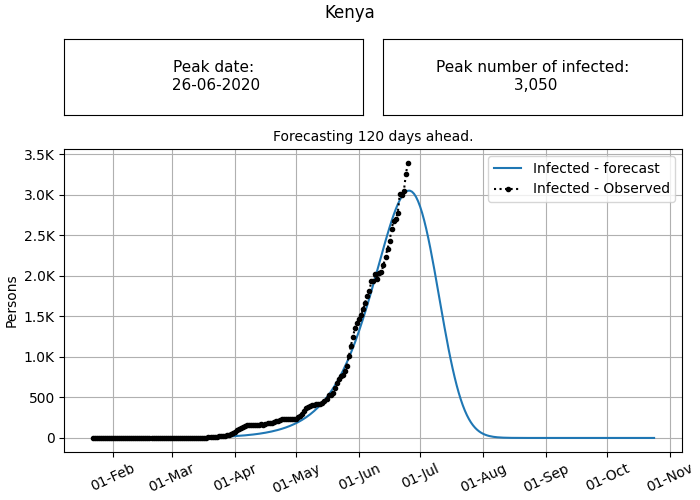 Kenya
Peak date:
26-06-2020
Peak number of infected:
3,050
Forecasting 120 days ahead.
3.5K
3.0K
2.5K
2.0K
1.5K
1.0K
500
0
Persons
Infected - forecast
Infected - Observed
01-Feb
01-Mar
01-Apr
01-May
01-Jun
01-Jul
01-Aug
01-Sep
01-Oct
01-Nov